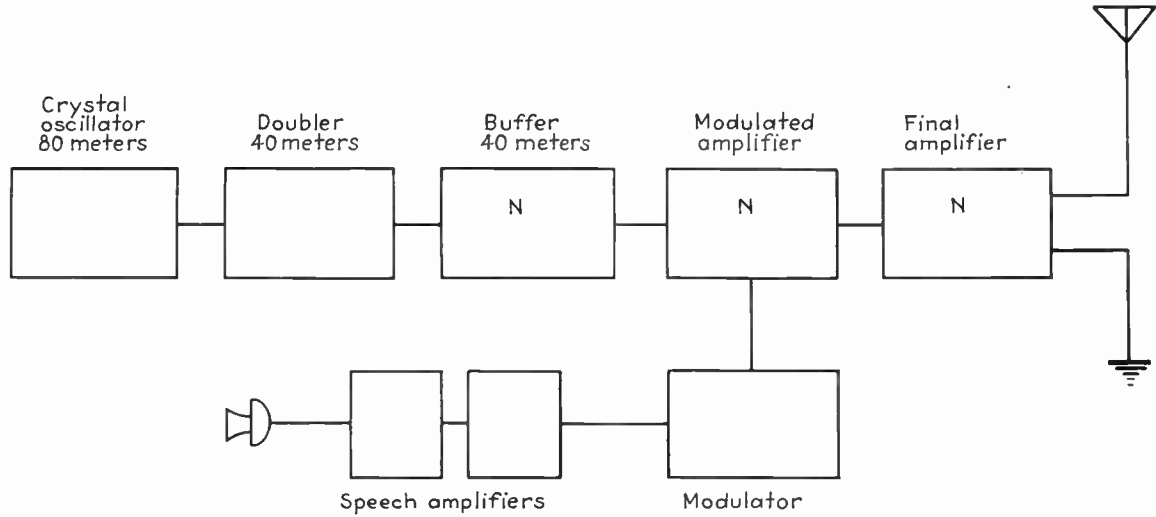 Crystal
oscillator
80 meters
Doubler
40 meters
Buffer
40 meters
Modulated
amplifier
Final
amplifier
N
N
N
Speech amplifiers
Modulator